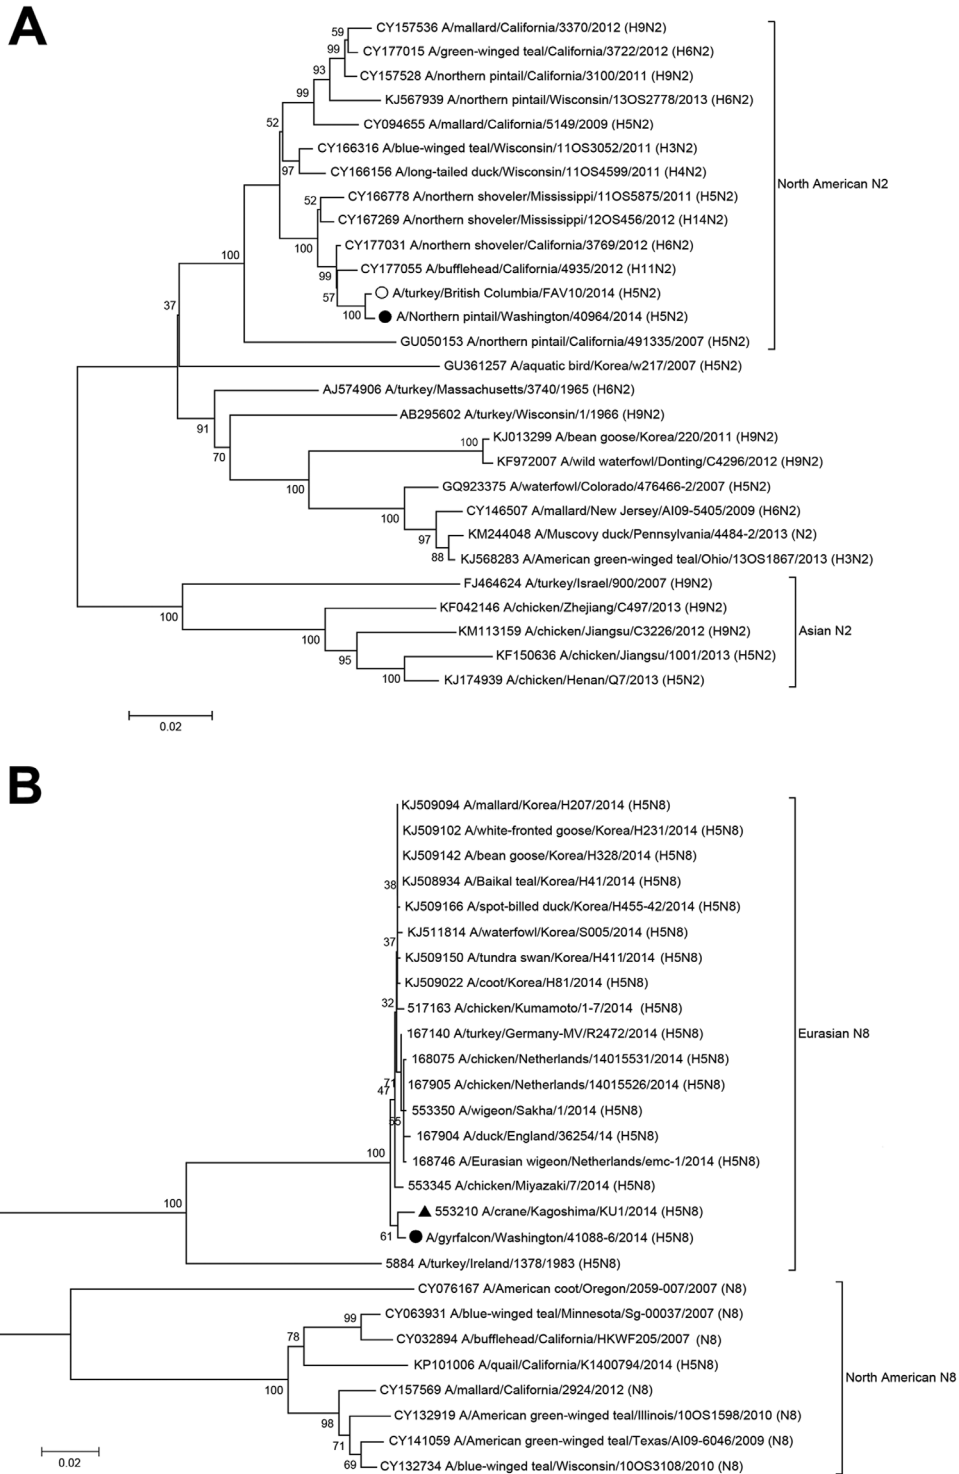 A
59 CY157536 A/mallard/California/3370/2012 (H9N2)
99 CY177015 A/green-winged teal/California/3722/2012 (H6N2)
93 CY157528 A/northern pintail/California/3100/2011 (H9N2)
99 KJ567939 A/northern pintail/Wisconsin/13OS2778/2013 (H6N2)
52 CY094655 A/mallard/California/5149/2009 (H5N2)
CY166316 A/blue-winged teal/Wisconsin/11OS3052/2011 (H3N2)
97 CY166156 A/long-tailed duck/Wisconsin/11OS4599/2011 (H4N2)
North American N2
52 CY166778 A/northern shoveler/Mississippi/11OS5875/2011 (H5N2)
CY167269 A/northern shoveler/Mississippi/12OS456/2012 (H14N2)
100 CY177031 A/northern shoveler/California/3769/2012 (H6N2)
100 99 CY177055 A/bufflehead/California/4935/2012 (H11N2)
57 A/turkey/British Columbia/FAV10/2014 (H5N2)
37 100 A/Northern pintail/Washington/40964/2014 (H5N2)
GU050153 A/northern pintail/California/491335/2007 (H5N2)
GU361257 A/aquatic bird/Korea/w217/2007 (H5N2)
AJ574906 A/turkey/Massachusetts/3740/1965 (H6N2)
91 AB295602 A/turkey/Wisconsin/1/1966 (H9N2)
100 KJ013299 A/bean goose/Korea/220/2011 (H9N2)
70 KF972007 A/wild waterfowl/Donting/C4296/2012 (H9N2)
100 GQ923375 A/waterfowl/Colorado/476466-2/2007 (H5N2)
100 CY146507 A/mallard/New Jersey/AI09-5405/2009 (H6N2)
97 KM244048 A/Muscovy duck/Pennsylvania/4484-2/2013 (N2)
88 KJ568283 A/American green-winged teal/Ohio/13OS1867/2013 (H3N2)
FJ464624 A/turkey/Israel/900/2007 (H9N2)
100 KF042146 A/chicken/Zhejiang/C497/2013 (H9N2)
100 KM113159 A/chicken/Jiangsu/C3226/2012 (H9N2)
Asian N2
95 KF150636 A/chicken/Jiangsu/1001/2013 (H5N2)
100 KJ174939 A/chicken/Henan/Q7/2013 (H5N2)
0.02
B
KJ509094 A/mallard/Korea/H207/2014 (H5N8)
KJ509102 A/white-fronted goose/Korea/H231/2014 (H5N8)
KJ509142 A/bean goose/Korea/H328/2014 (H5N8)
38 KJ508934 A/Baikal teal/Korea/H41/2014 (H5N8)
KJ509166 A/spot-billed duck/Korea/H455-42/2014 (H5N8)
37 KJ511814 A/waterfowl/Korea/S005/2014 (H5N8)
KJ509150 A/tundra swan/Korea/H411/2014 (H5N8)
KJ509022 A/coot/Korea/H81/2014 (H5N8)
32 517163 A/chicken/Kumamoto/1-7/2014 (H5N8)
167140 A/turkey/Germany-MV/R2472/2014 (H5N8)
Eurasian N8
168075 A/chicken/Netherlands/14015531/2014 (H5N8)
71 167905 A/chicken/Netherlands/14015526/2014 (H5N8)
47 553350 A/wigeon/Sakha/1/2014 (H5N8)
55 167904 A/duck/England/36254/14 (H5N8)
100 168746 A/Eurasian wigeon/Netherlands/emc-1/2014 (H5N8)
553345 A/chicken/Miyazaki/7/2014 (H5N8)
100 553210 A/crane/Kagoshima/KU1/2014 (H5N8)
61 A/gyrfalcon/Washington/41088-6/2014 (H5N8)
5884 A/turkey/Ireland/1378/1983 (H5N8)
CY076167 A/American coot/Oregon/2059-007/2007 (N8)
99 CY063931 A/blue-winged teal/Minnesota/Sg-00037/2007 (N8)
78 CY032894 A/bufflehead/California/HKWF205/2007 (N8)
KP101006 A/quail/California/K1400794/2014 (H5N8)
North American N8
100 CY157569 A/mallard/California/2924/2012 (N8)
98 CY132919 A/American green-winged teal/Illinois/10OS1598/2010 (N8)
71 CY141059 A/American green-winged teal/Texas/AI09-6046/2009 (N8)
69 CY132734 A/blue-winged teal/Wisconsin/10OS3108/2010 (N8)
0.02